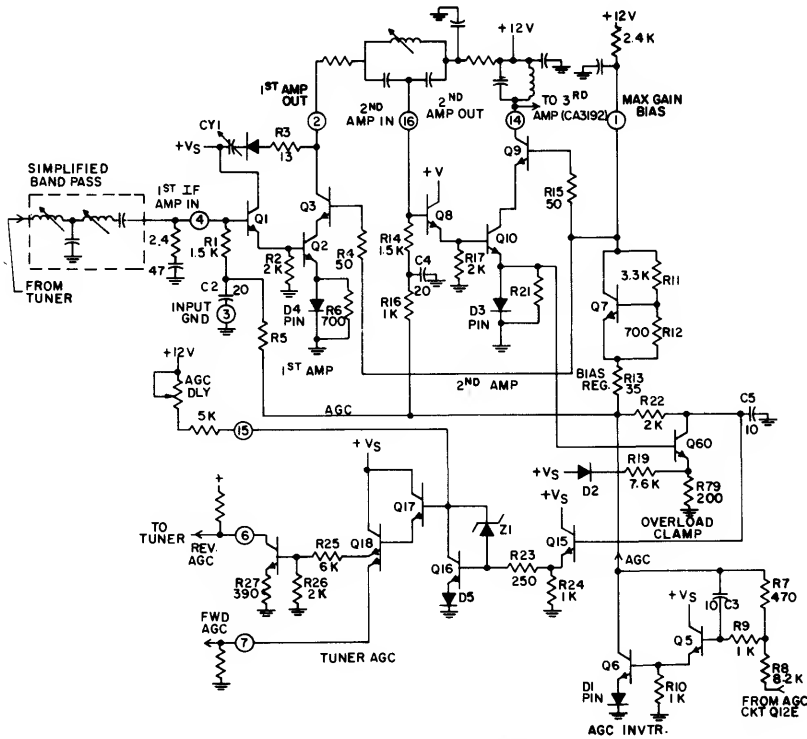 +12V
2.4K
+12V
1ST AMP
OUT
2ND
AMP IN
2ND
AMP OUT
TO 3RD
AMP (CA3192)
MAX GAIN
BIAS
2
16
14
1
CY1
R3
13
+VS
Q9
SIMPLIFIED
BAND PASS
1ST I.F
AMP IN
4
Q1
Q3
+V
Q8
R15
50
2.4
47
R1
1.5K
R2
2K
Q2
R4
50
R14
1.5K
C4
20
R17
2K
Q10
3.3K
R11
FROM
TUNER
C2
20
INPUT
GND
3
D4
PIN
R6
700
R16
1K
D3
PIN
R21
Q7
700
R12
R5
1ST AMP
2ND AMP
BIAS
REG.
R13
35
+12V
AGC
DLY
5K
15
AGC
R22
2K
C5
10
Q60
+VS
D2
R19
7.6K
R79
200
OVERLOAD
CLAMP
+VS
Q17
+
TO
TUNER
REV.
AGC
6
R25
6K
Q18
Z1
+VS
Q15
R27
390
R26
2K
Q16
R23
250
R24
1K
D5
AGC
FWD
AGC
7
TUNER AGC
+VS
10
C3
R7
470
R9
1K
Q5
Q6
R8
8.2K
D1
PIN
R10
1K
FROM AGC
CKT Q12E
AGC INVTR.